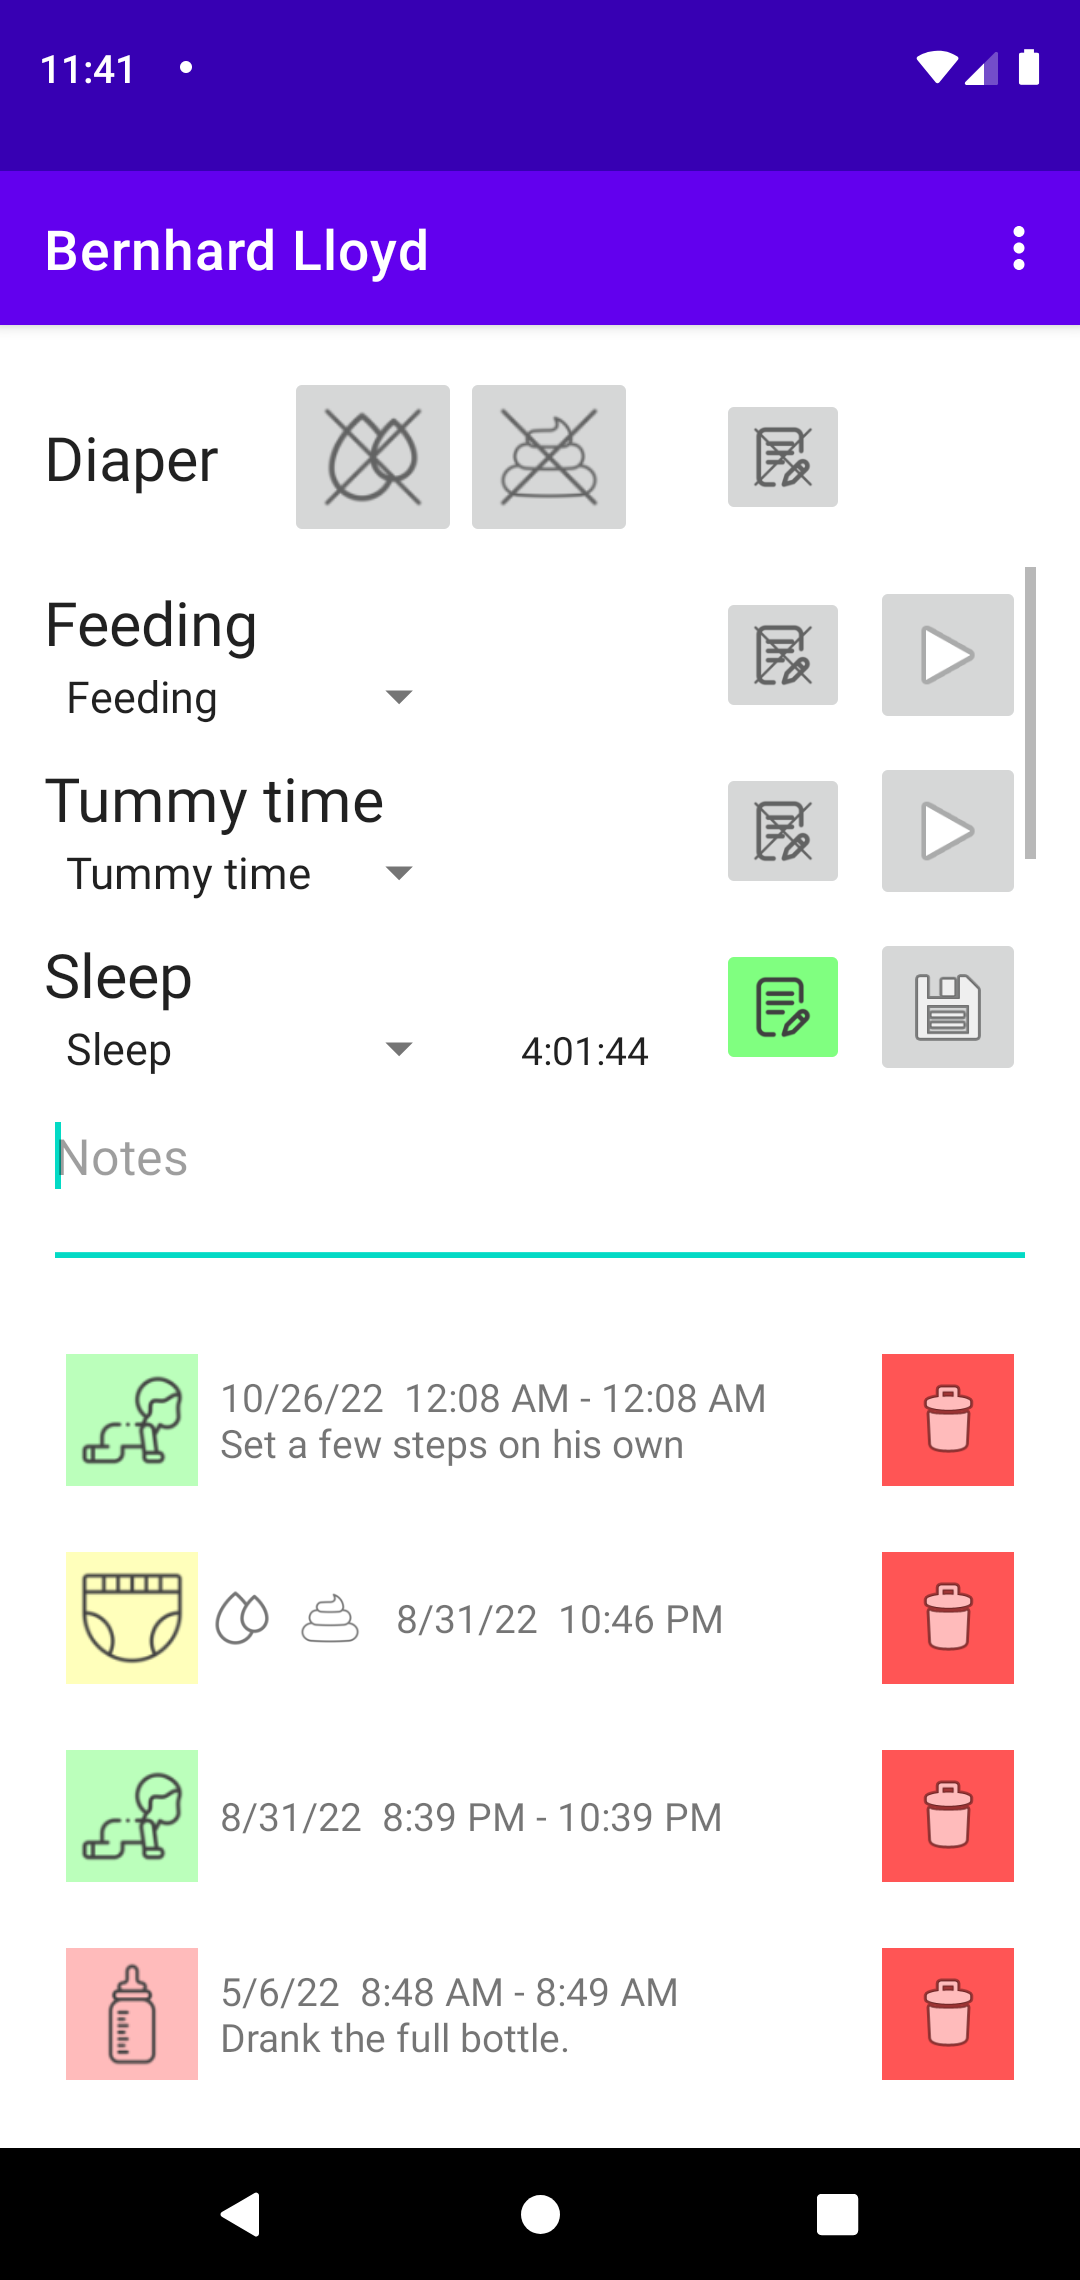 11:41
Bernhard Lloyd
Diaper
Feeding
Feeding
Tummy time
Tummy time
Sleep
Sleep
4:01:44
Notes
10/26/22 12:08 AM - 12:08 AM
Set a few steps on his own
8/31/22 10:46 PM
8/31/22 8:39 PM - 10:39 PM
5/6/22 8:48 AM - 8:49 AM
Drank the full bottle.